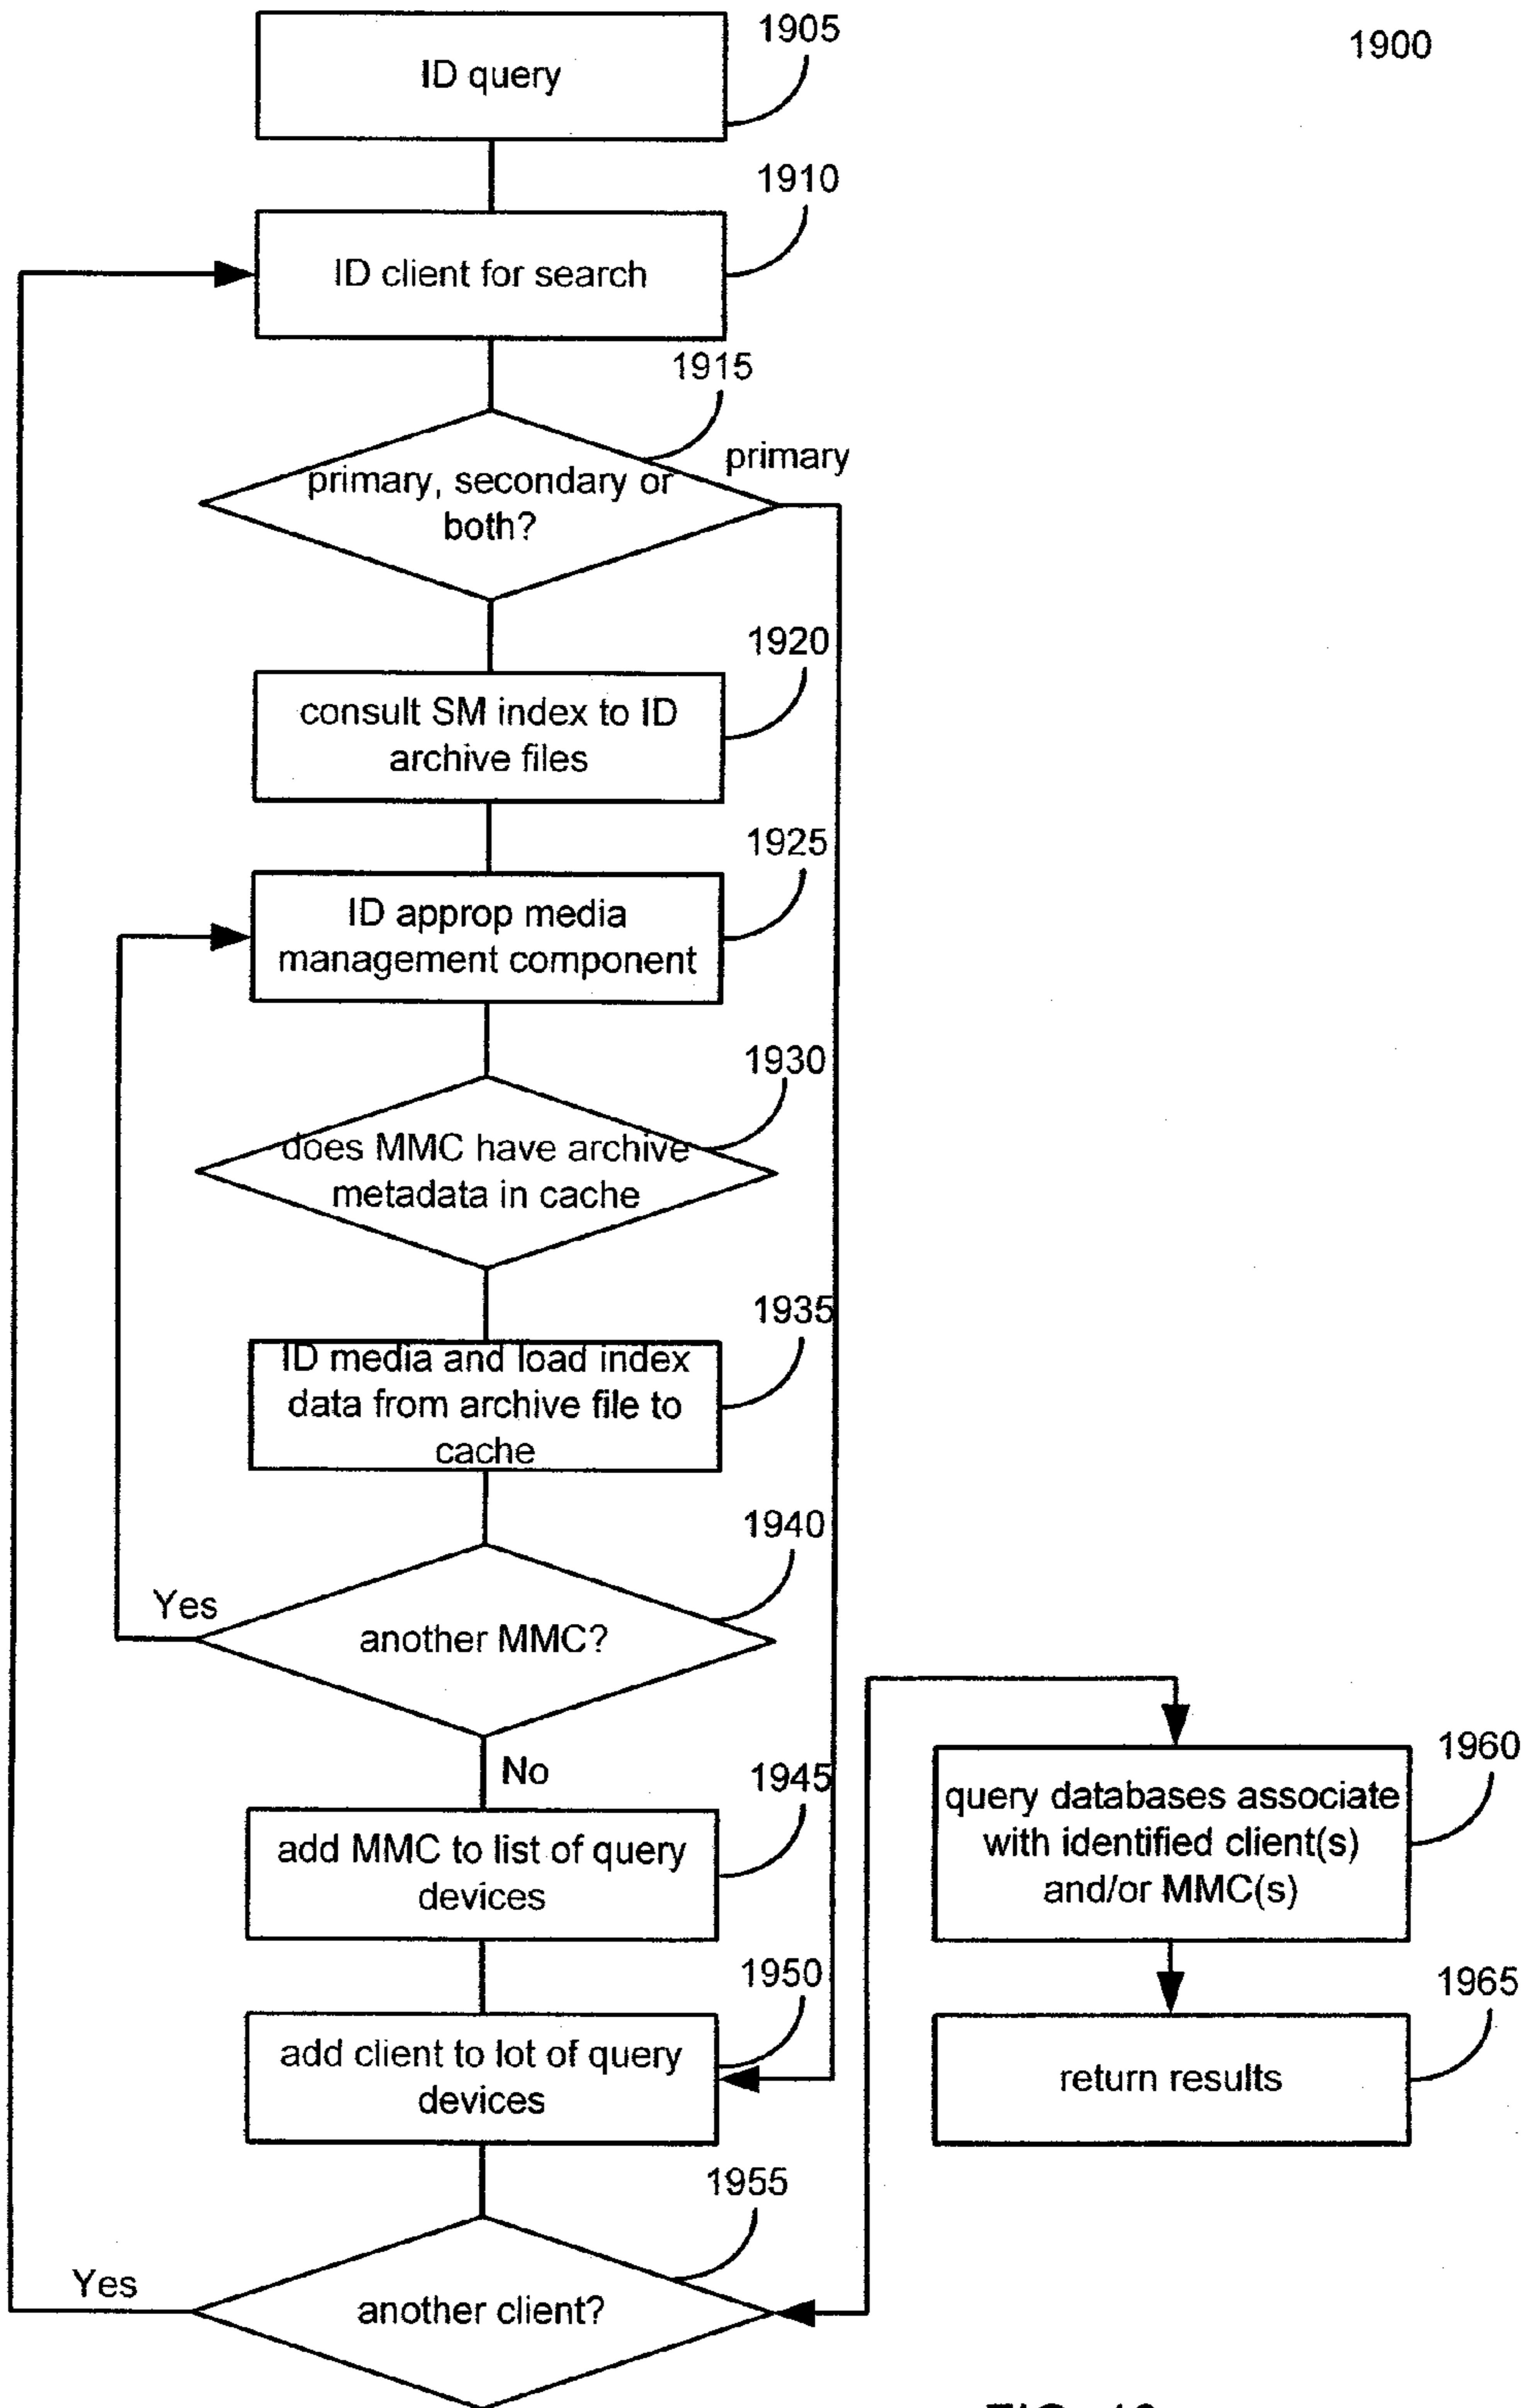 1905
1900
ID query
1910
ID client for search
1915
primary
primary, secondary or
both?
1920
consult SM index to ID
archive files
1925
ID approp media
management component
1930
does MMC have archive
metadata in cache
1935
ID media and load index
data from archive file to
cache
1940
Yes
another MMC?
No
1945
add MMC to list of query
devices
1950
add client to lot of query
devices
1955
Yes
another client?
1960
query databases associate
with identified client(s)
and/or MMC(s)
1965
return results